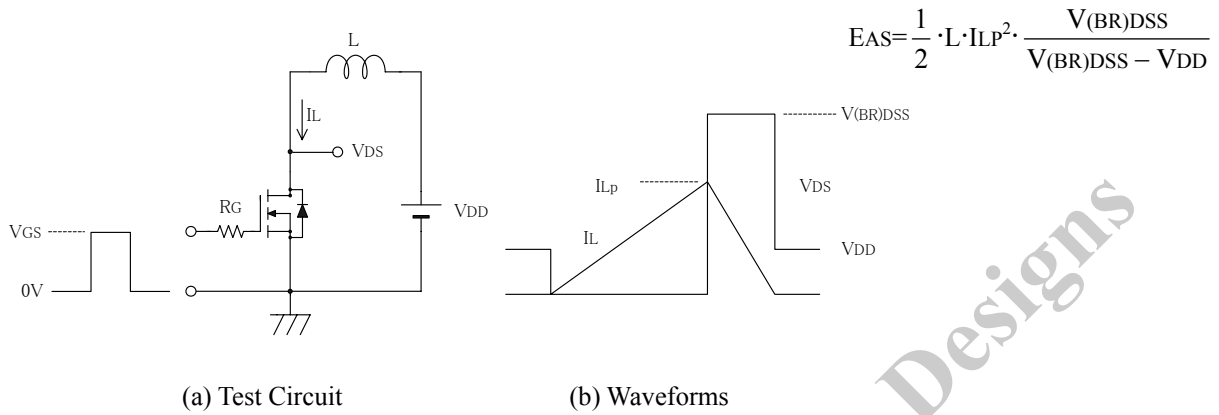 EAS=1/2 ·L·ILP²· V(BR)DSS / V(BR)DSS – VDD
L
IL
VDS
RG
VDD
VGS
0V
V(BR)DSS
ILp
VDS
IL
VDD
(a) Test Circuit
(b) Waveforms
Designs